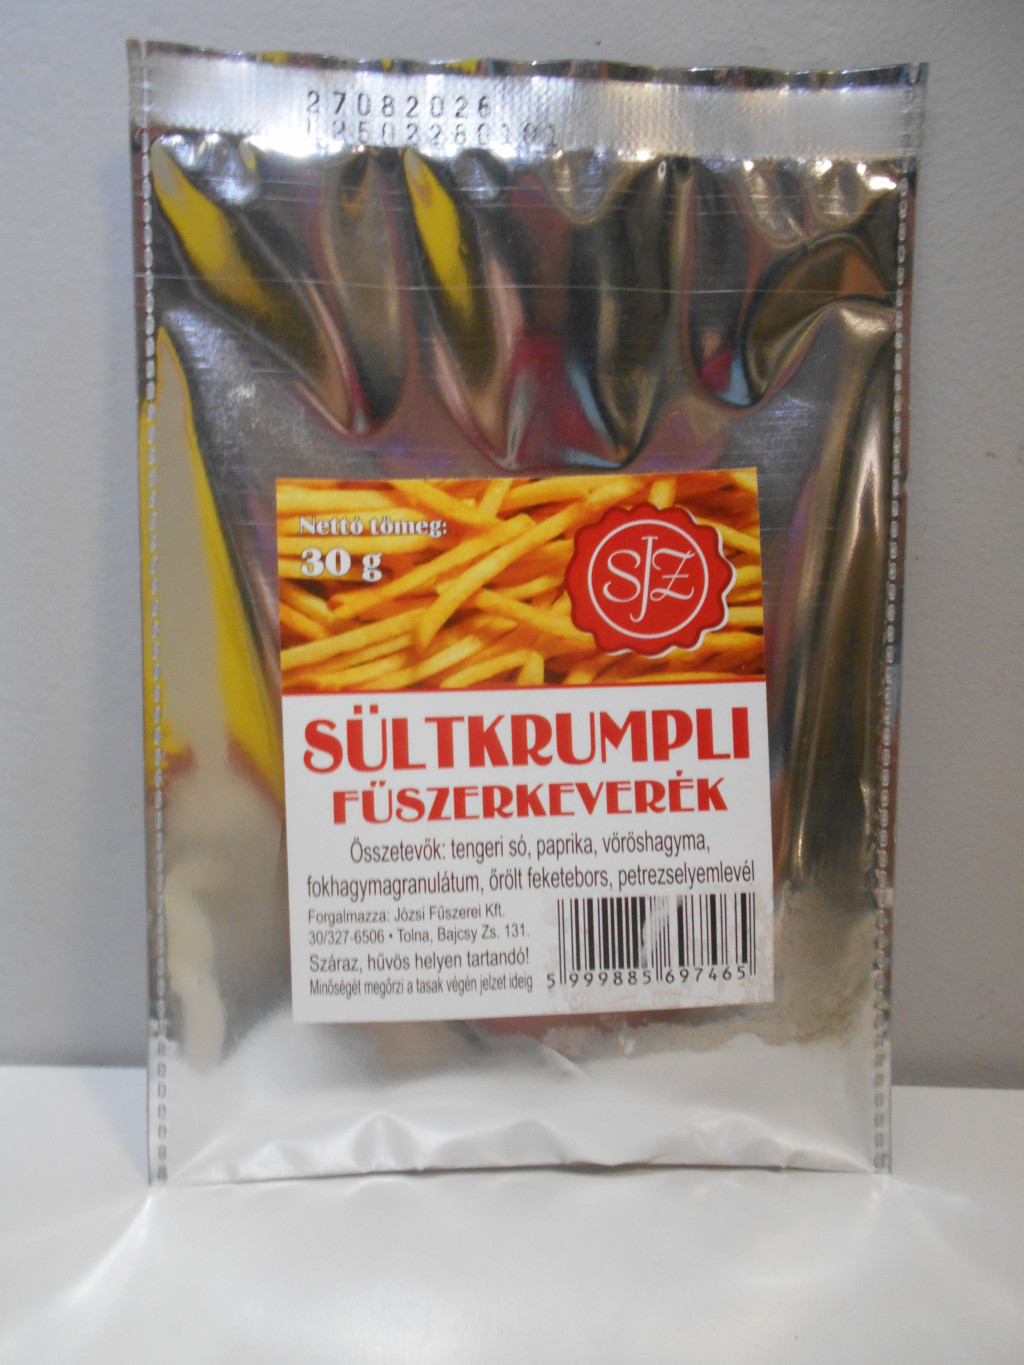 27082026
Nettó tömeg:
30 g
SJZ
SÜLTKRUMPLI
FŰSZERKEVERÉK
Összetevők: tengeri só, paprika, vöröshagyma,
fokhagymagranulátum, őrölt feketebors, petrezselyemlevél
Forgalmazza: Józsi Fűszerei Kft.
30/327-6506 • Tolna, Bajcsy Zs. 131.
Száraz, hűvös helyen tartandó!
Minőségét megőrzi a tasak végén jelzet ideig
5 999885 697465